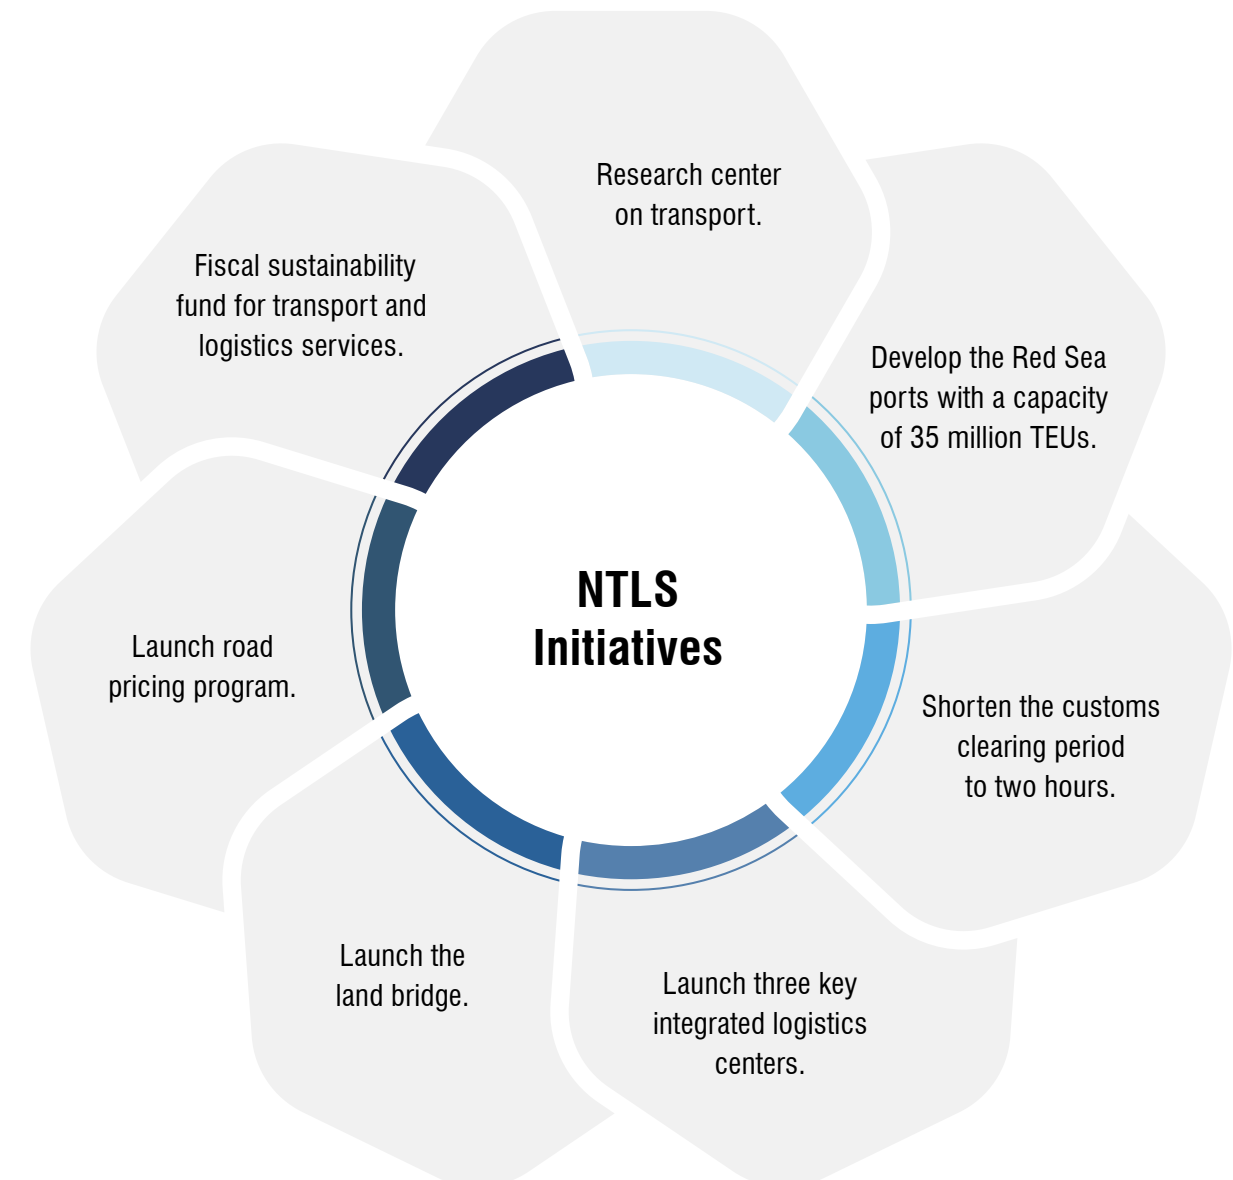 Research center
on transport.
Develop the Red Sea
ports with a capacity
of 35 million TEUs.
Shorten the customs
clearing period
to two hours.
Launch three key
integrated logistics
centers.
Launch the
land bridge.
Launch road
pricing program.
Fiscal sustainability
fund for transport and
logistics services.
NTLS
Initiatives